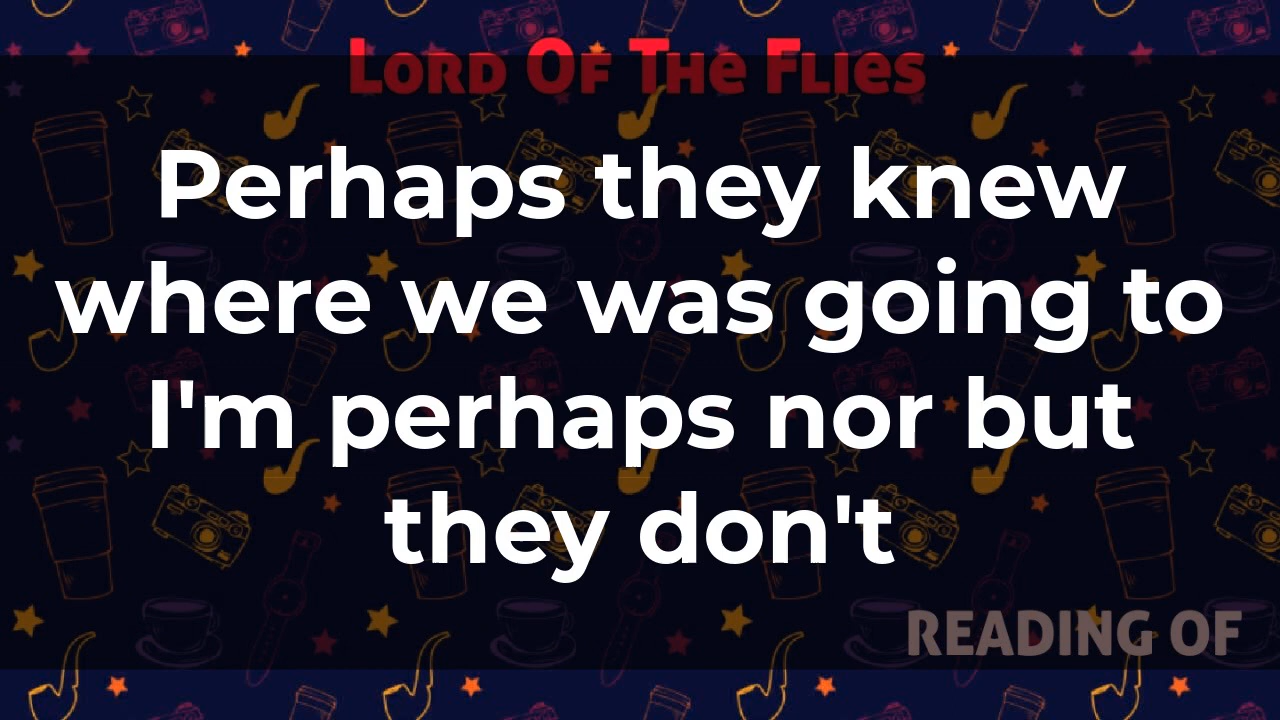 Lord Of The Flies
Perhaps they knew
where we was going to
I'm perhaps nor but
they don't
READING OF